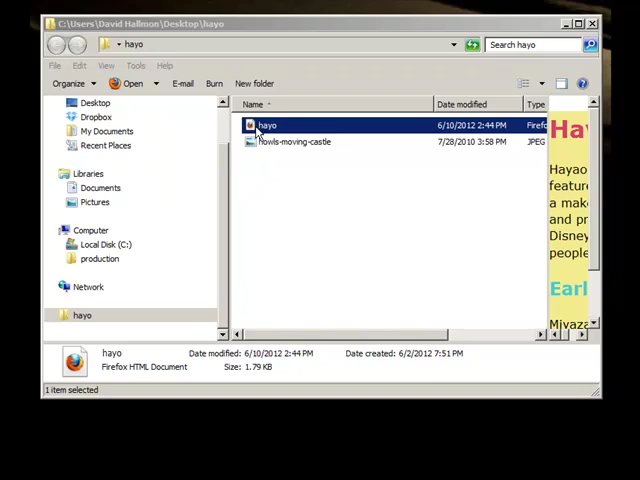 C:\Users\David Hallmon\Desktop\hayo
hayo
Search hayo
File Edit View Tools Help
Organize Open E-mail Burn New folder
Name Date modified Type
Desktop
Dropbox
My Documents
Recent Places
Libraries
Documents
Pictures
Computer
Local Disk (C:)
production
Network
hayo
hayo 6/10/2012 2:44 PM Firefo
howls-moving-castle 7/28/2010 3:58 PM JPEG
Hay
Hayao
feature
a make
and pr
Disney
people
Earl
Miyaza
hayo Date modified: 6/10/2012 2:44 PM Date created: 6/2/2012 7:51 PM
Firefox HTML Document Size: 1.79 KB
1 item selected